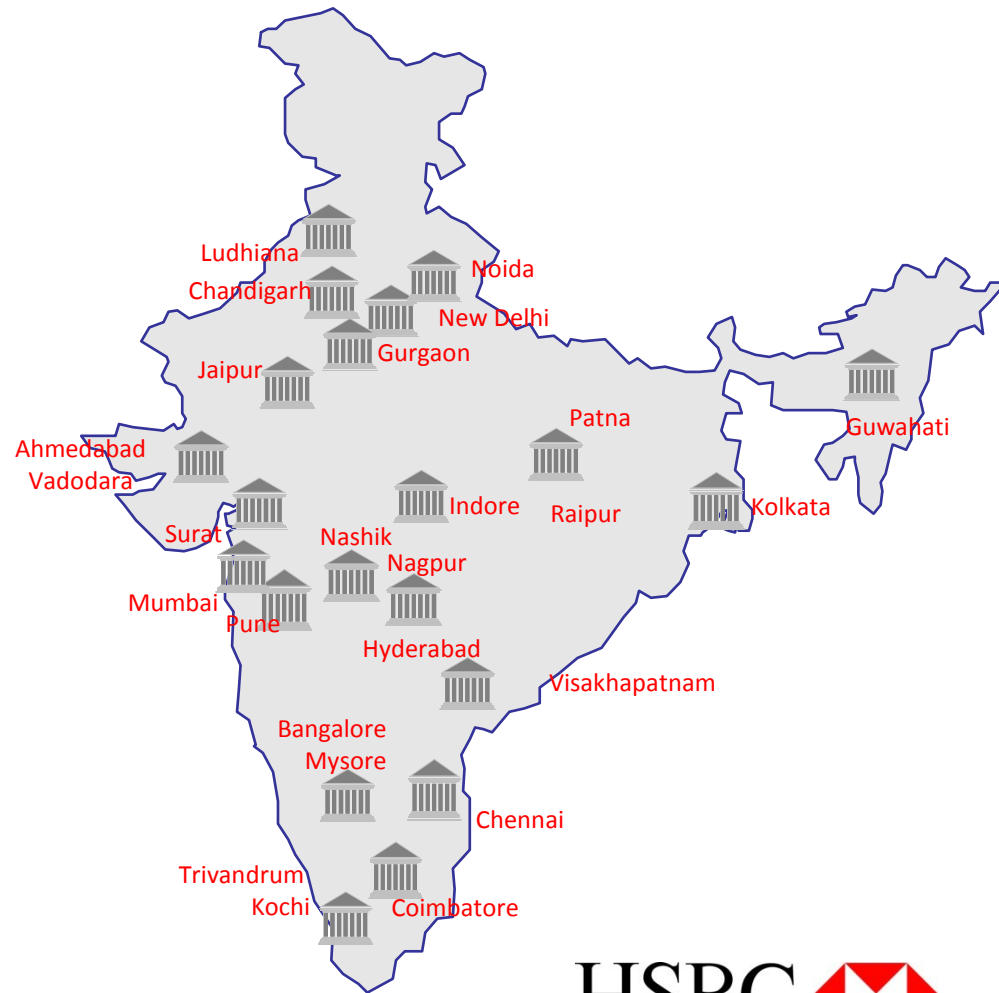 Ludhiana
Noida
Chandigarh
New Delhi
Gurgaon
Jaipur
Patna
Guwahati
Ahmedabad
Vadodara
Indore
Kolkata
Raipur
Surat
Nashik
Nagpur
Mumbai
Pune
Hyderabad
Visakhapatnam
Bangalore
Mysore
Chennai
Trivandrum
Kochi
Coimbatore
HSBC